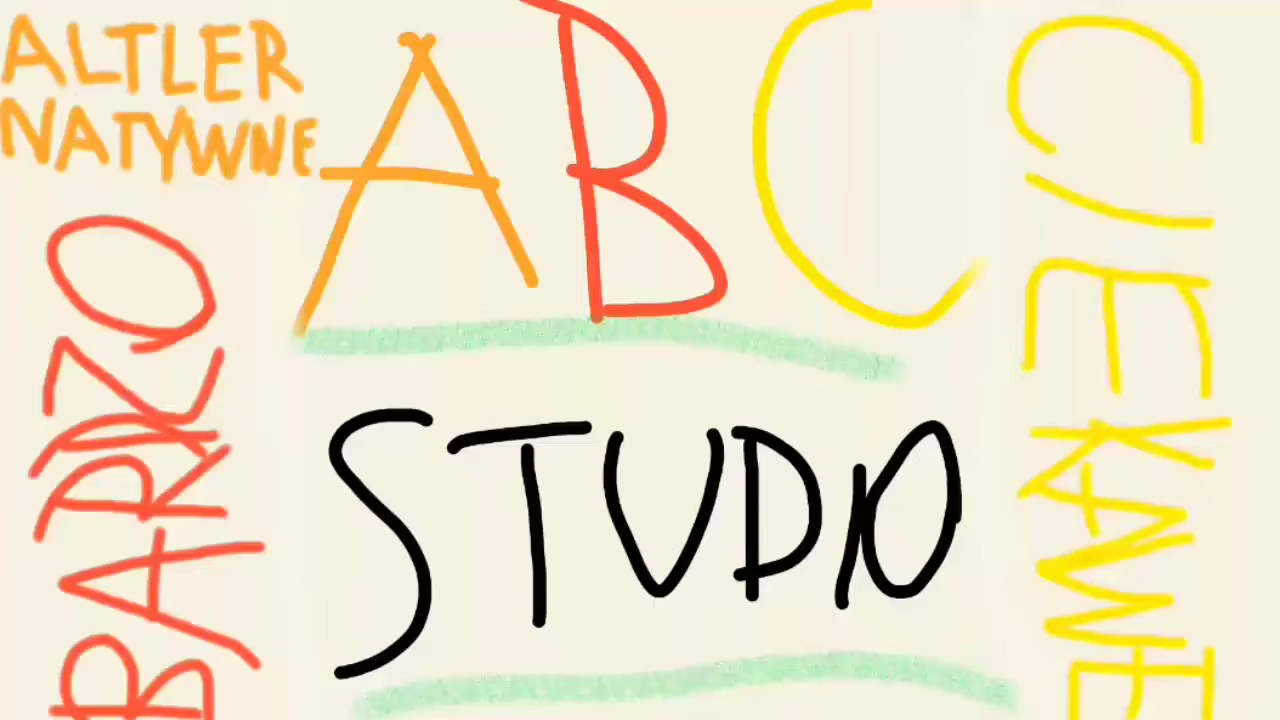 ALTLER
NATYWNE
ABC
BARDZO
STUDIO
CIEKAWE